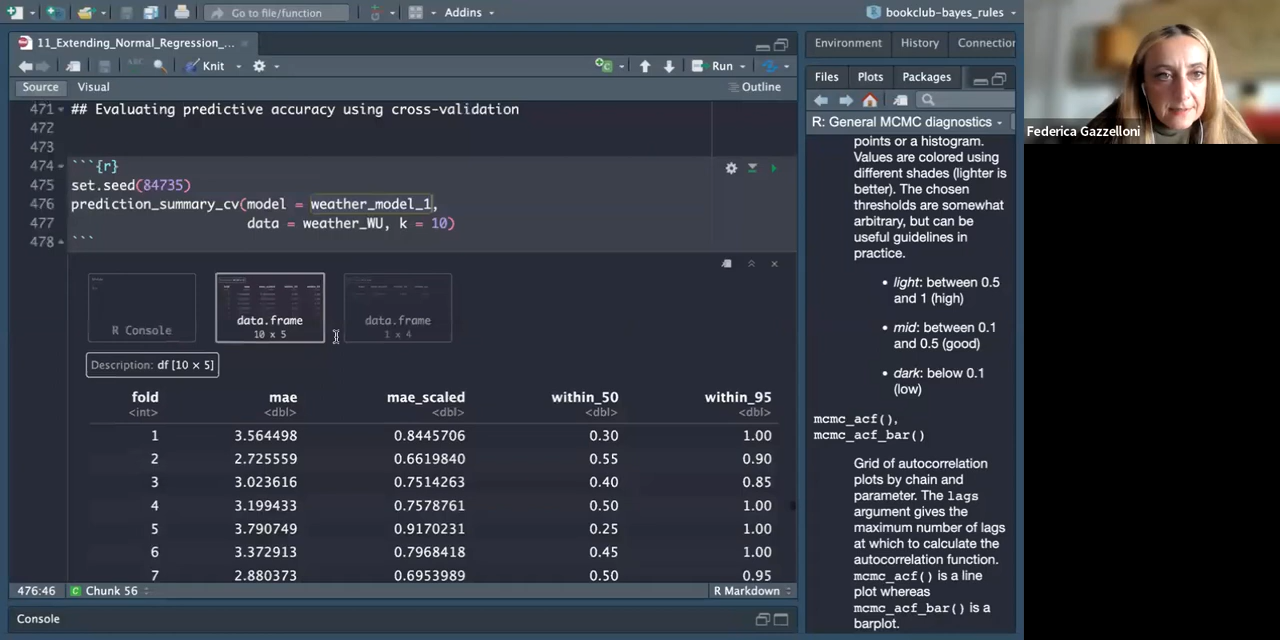 Go to file/function
Addins
bookclub-bayes_rules
11_Extending_Normal_Regression_...
Knit
Run
Source
Visual
Outline
471 ## Evaluating predictive accuracy using cross-validation
472
473
474 ```{r}
475 set.seed(84735)
476 prediction_summary_cv(model = weather_model_1,
477 data = weather_WU, k = 10)
478 ```
R Console
data.frame
10 x 5
data.frame
1 x 4
Description: df [10 × 5]
fold mae mae_scaled within_50 within_95
<int> <dbl> <dbl> <dbl> <dbl>
1 3.564498 0.8445706 0.30 1.00
2 2.725559 0.6619840 0.55 0.90
3 3.023616 0.7514263 0.40 0.85
4 3.199433 0.7578761 0.50 1.00
5 3.790749 0.9170231 0.25 1.00
6 3.372913 0.7968418 0.45 1.00
7 2.880373 0.6953989 0.50 0.95
476:46
Chunk 56
R Markdown
Console
Environment
History
Connection
Files
Plots
Packages
R: General MCMC diagnostics
points or a histogram.
Values are colored using
different shades (lighter is
better). The chosen
thresholds are somewhat
arbitrary, but can be
useful guidelines in
practice.
• light: between 0.5
and 1 (high)
• mid: between 0.1
and 0.5 (good)
• dark: below 0.1
(low)
mcmc_acf(),
mcmc_acf_bar()
Grid of autocorrelation
plots by chain and
parameter. The lags
argument gives the
maximum number of lags
at which to calculate the
autocorrelation function.
mcmc_acf() is a line
plot whereas
mcmc_acf_bar() is a
barplot.
Federica Gazzelloni